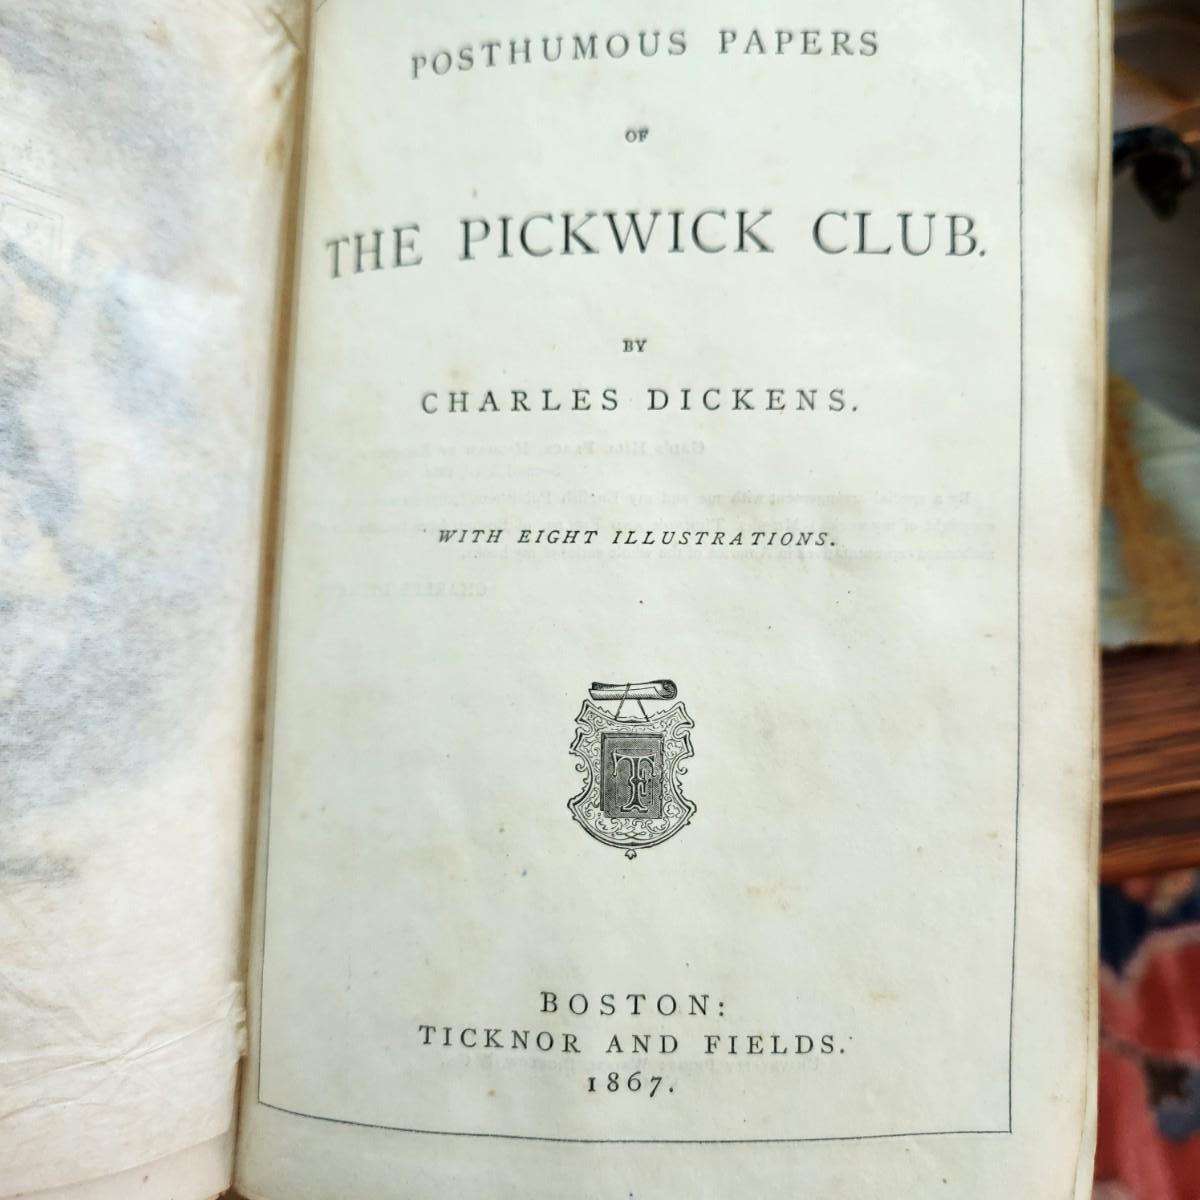 POSTHUMOUS PAPERS
OF
THE PICKWICK CLUB.
BY
CHARLES DICKENS.
WITH EIGHT ILLUSTRATIONS.
TF
BOSTON:
TICKNOR AND FIELDS.
1867.